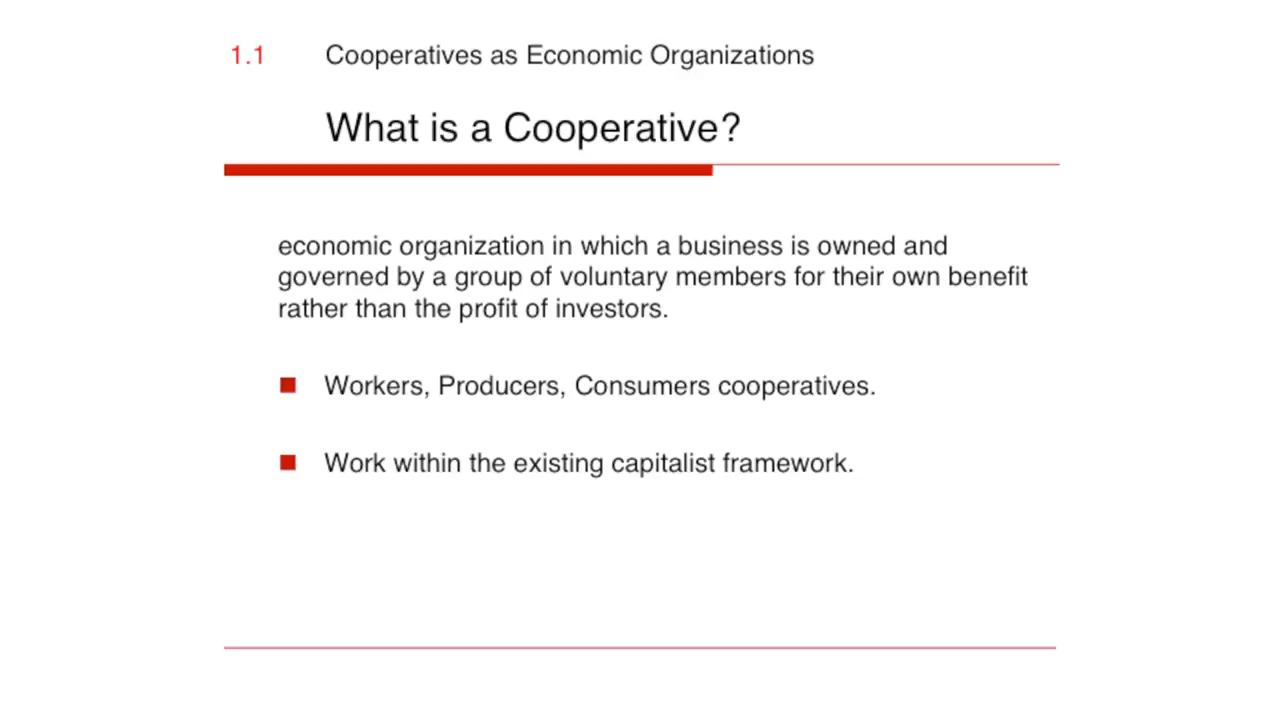 1.1 Cooperatives as Economic Organizations
What is a Cooperative?
economic organization in which a business is owned and
governed by a group of voluntary members for their own benefit
rather than the profit of investors.
Workers, Producers, Consumers cooperatives.
Work within the existing capitalist framework.